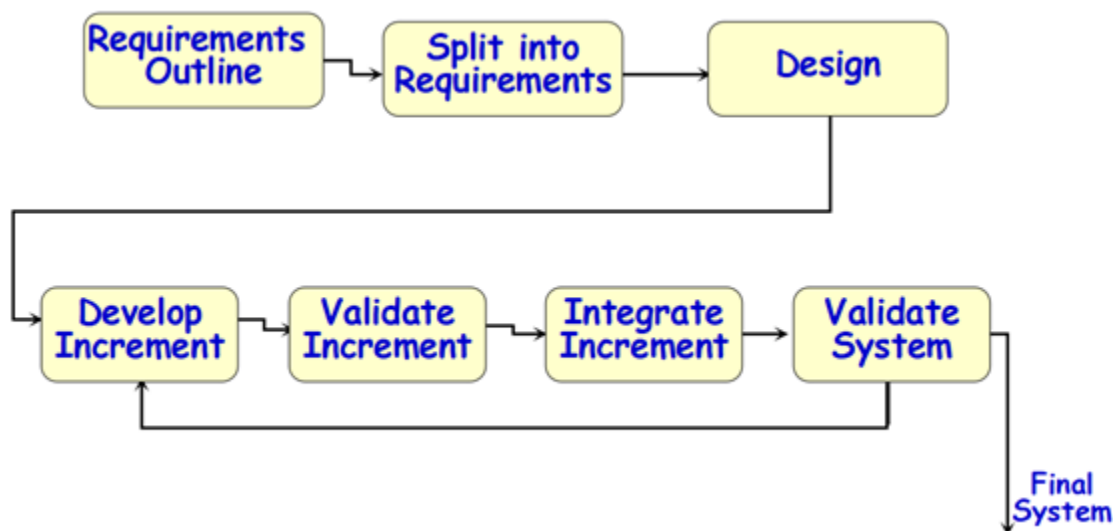 Requirements
Outline
Split into
Requirements
Design
Develop
Increment
Validate
Increment
Integrate
Increment
Validate
System
Final
System